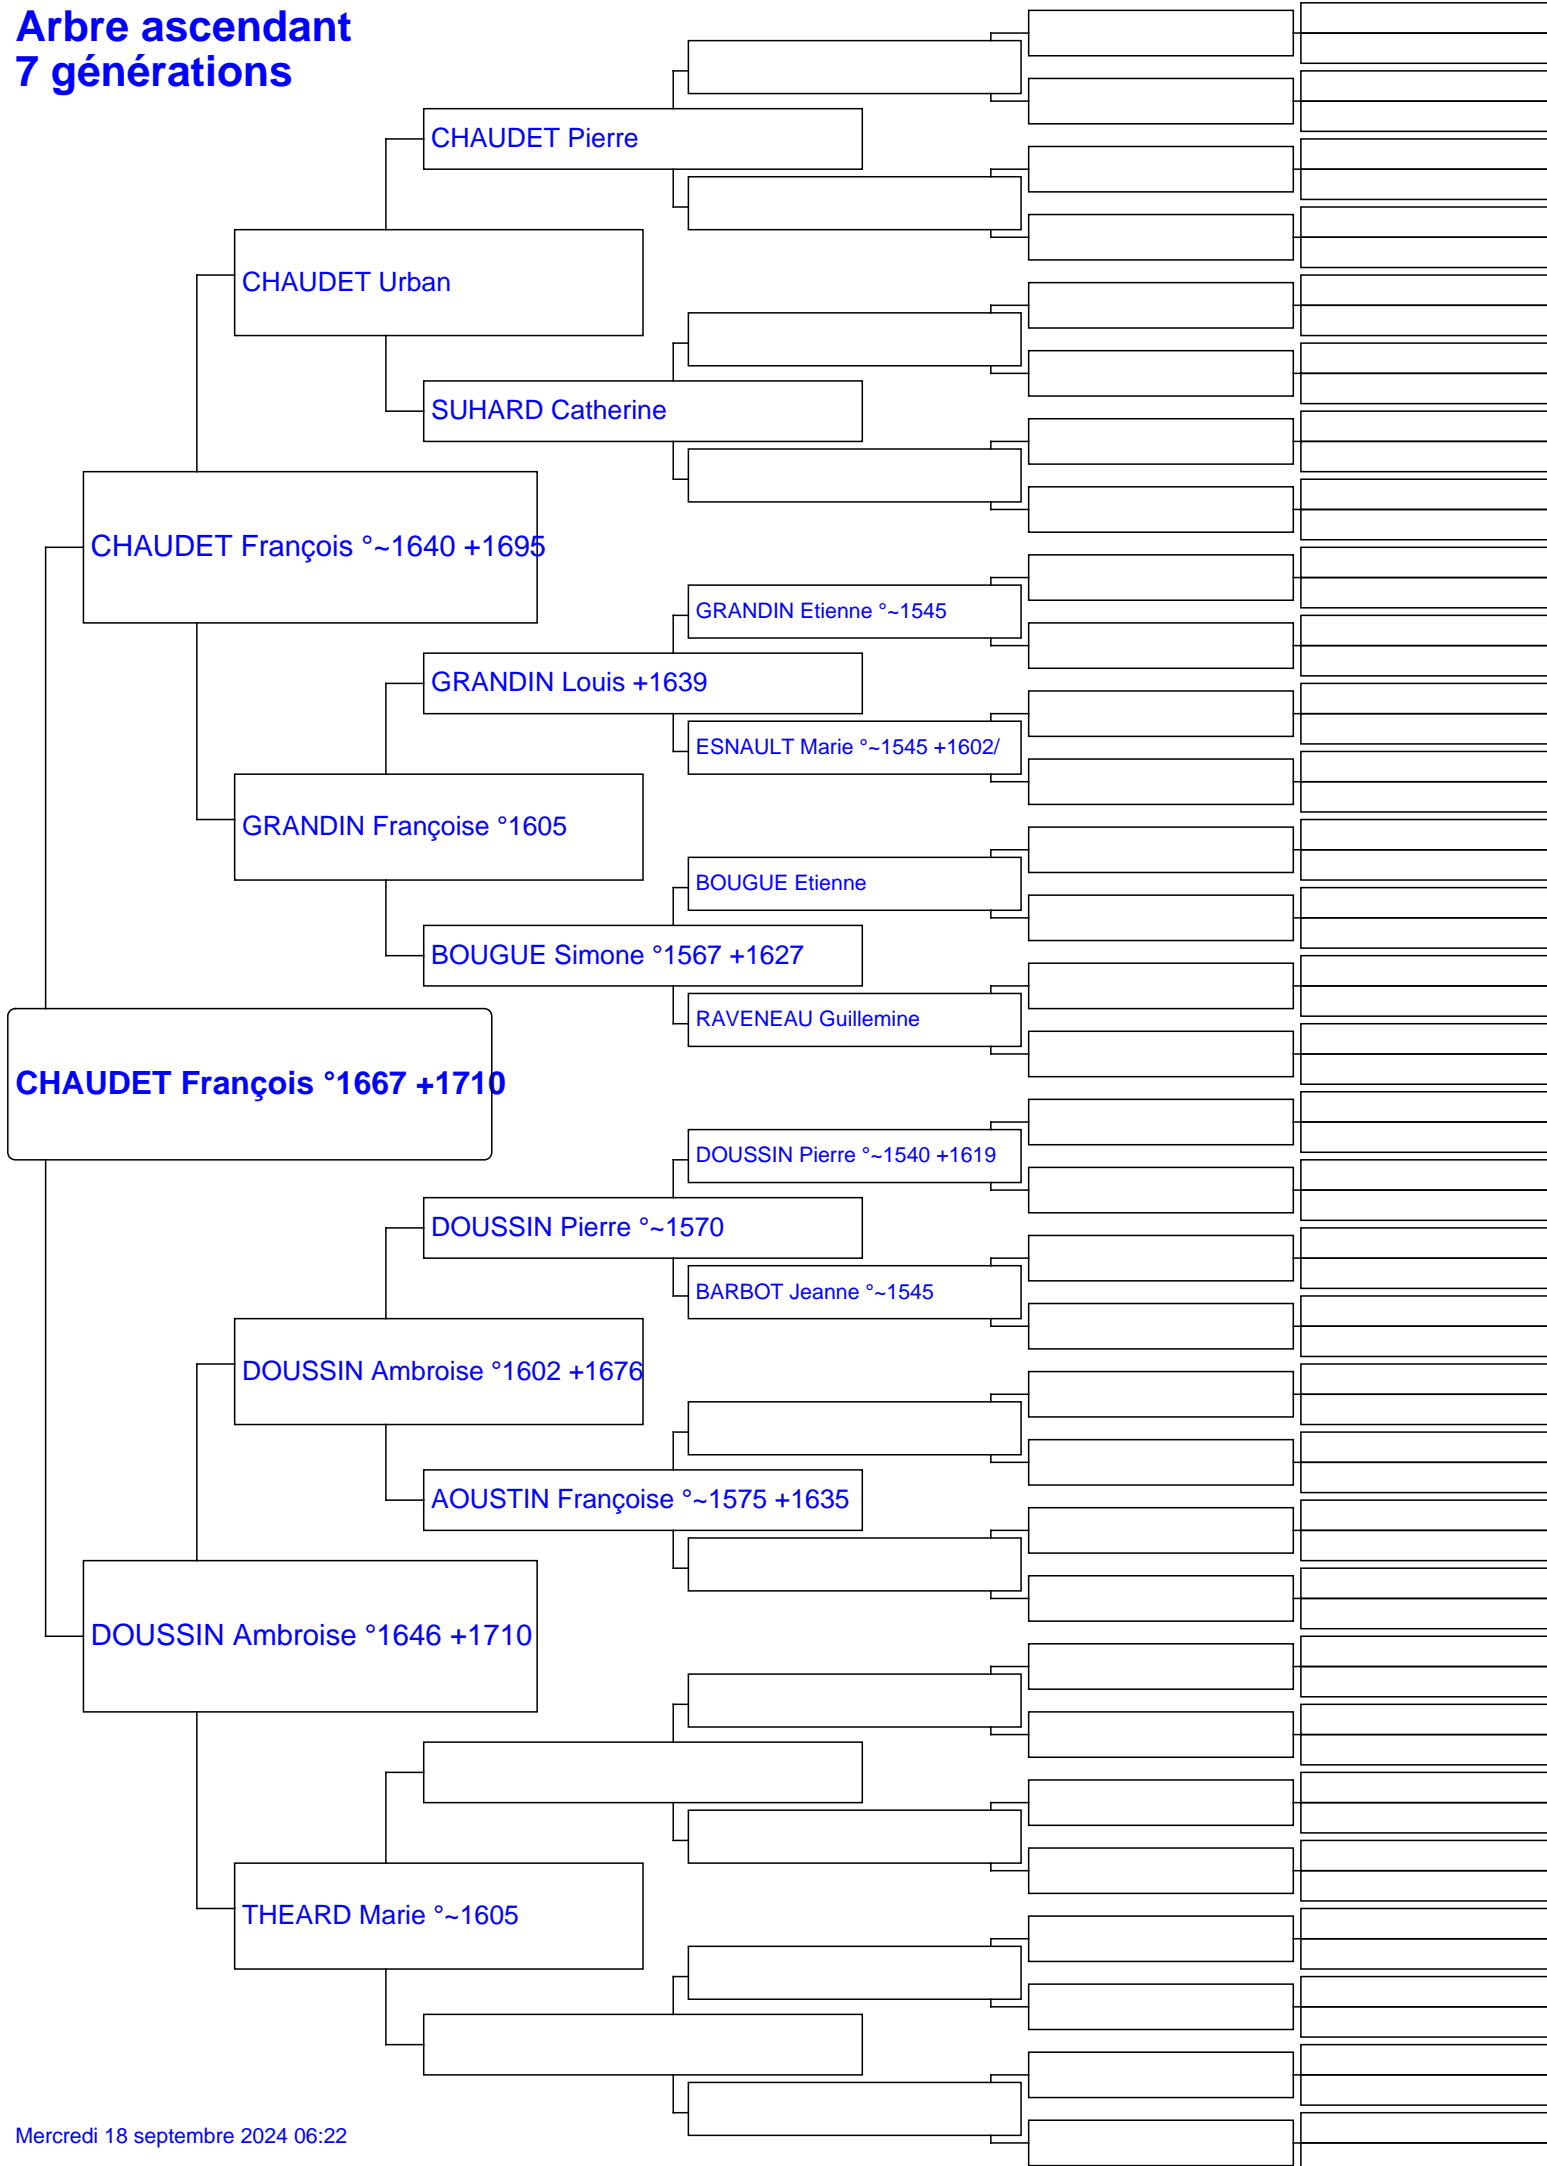 Arbre ascendant
7 générations
CHAUDET Pierre
CHAUDET Urban
SUHARD Catherine
CHAUDET François °~1640 +1695
GRANDIN Etienne °~1545
GRANDIN Louis +1639
ESNAULT Marie °~1545 +1602/
GRANDIN Françoise °1605
BOUGUE Etienne
BOUGUE Simone °1567 +1627
RAVENEAU Guillemine
CHAUDET François °1667 +1710
DOUSSIN Pierre °~1540 +1619
DOUSSIN Pierre °~1570
BARBOT Jeanne °~1545
DOUSSIN Ambroise °1602 +1676
AOUSTIN Françoise °~1575 +1635
DOUSSIN Ambroise °1646 +1710
THEARD Marie °~1605
Mercredi 18 septembre 2024 06:22